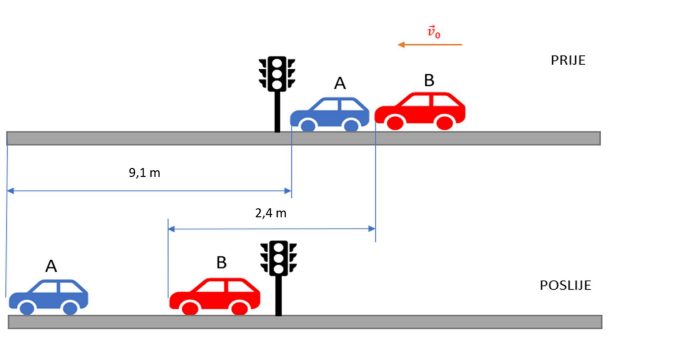 v⃗₀
PRIJE
A
B
9,1 m
2,4 m
A
B
POSLIJE